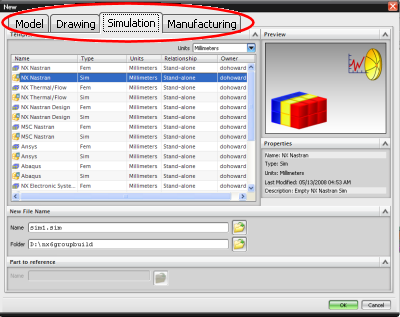 New
Model Drawing Simulation Manufacturing
Units Millimeters
Preview
Name Type Units Relationship Owner
NX Nastran Fem Millimeters Stand-alone dohoward
NX Nastran Sim Millimeters Stand-alone dohoward
NX Thermal/Flow Fem Millimeters Stand-alone dohoward
NX Thermal/Flow Sim Millimeters Stand-alone dohoward
NX Nastran Design Fem Millimeters Stand-alone dohoward
NX Nastran Design Sim Millimeters Stand-alone dohoward
MSC Nastran Fem Millimeters Stand-alone dohoward
MSC Nastran Sim Millimeters Stand-alone dohoward
Ansys Fem Millimeters Stand-alone dohoward
Ansys Sim Millimeters Stand-alone dohoward
Abaqus Fem Millimeters Stand-alone dohoward
Abaqus Sim Millimeters Stand-alone dohoward
NX Electronic Syste... Fem Millimeters Stand-alone dohoward
Properties
Name: NX Nastran
Type: Sim
Units: Millimeters
Last Modified: 05/13/2008 04:53 AM
Description: Empty NX Nastran Sim
New File Name
Name sim1.sim
Folder D:\nx6groupbuild
Part to reference
Name
OK Cancel